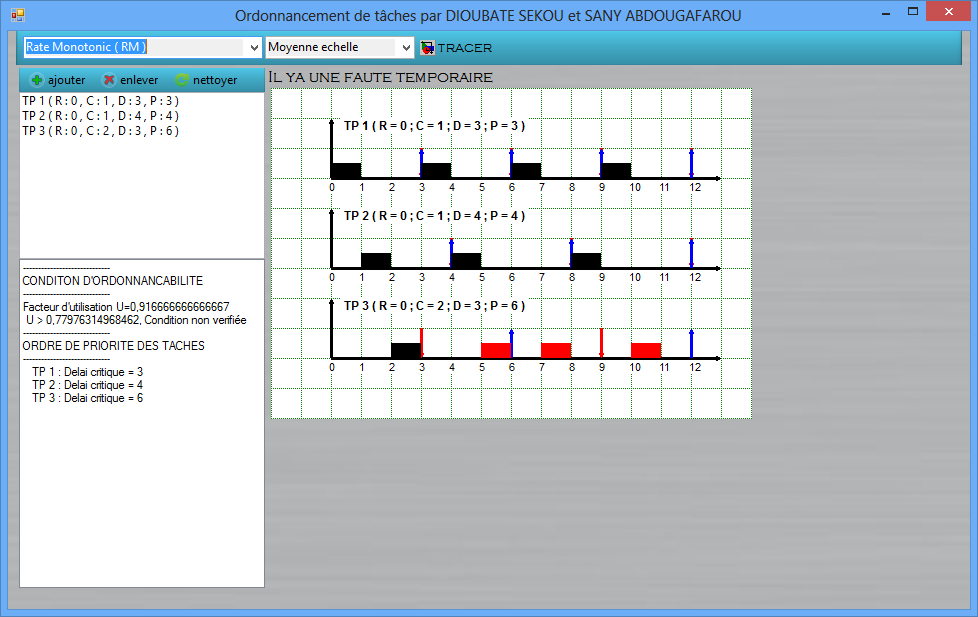 Ordonnancement de tâches par DIOUBATE SEKOU et SANY ABDOUGAFAROU
Rate Monotonic ( RM )
Moyenne echelle
TRACER
ajouter
enlever
nettoyer
IL YA UNE FAUTE TEMPORAIRE
TP 1 ( R : 0 , C : 1 , D : 3 , P : 3 )
TP 2 ( R : 0 , C : 1 , D : 4 , P : 4 )
TP 3 ( R : 0 , C : 2 , D : 3 , P : 6 )
------------------------------
CONDITON D'ORDONNANCABILITE
------------------------------
Facteur d'utilisation U=0,916666666666667
U > 0,77976314968462, Condition non verifiée
------------------------------
ORDRE DE PRIORITE DES TACHES
------------------------------
TP 1 : Delai critique = 3
TP 2 : Delai critique = 4
TP 3 : Delai critique = 6
TP 1 ( R = 0 ; C = 1 ; D = 3 ; P = 3 )
0 1 2 3 4 5 6 7 8 9 10 11 12
TP 2 ( R = 0 ; C = 1 ; D = 4 ; P = 4 )
0 1 2 3 4 5 6 7 8 9 10 11 12
TP 3 ( R = 0 ; C = 2 ; D = 3 ; P = 6 )
0 1 2 3 4 5 6 7 8 9 10 11 12